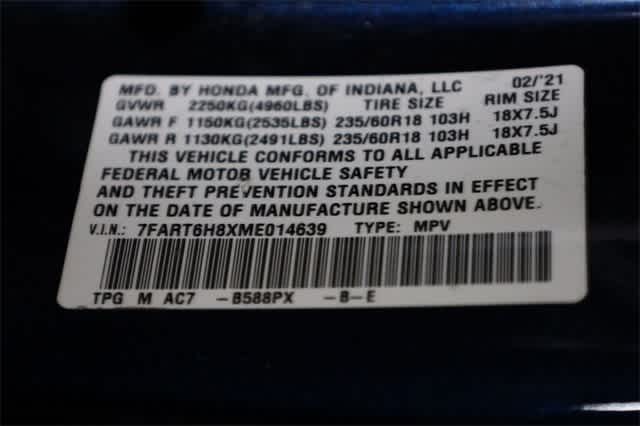 MFD. BY HONDA MFG. OF INDIANA, LLC 02/'21
GVWR 2250KG(4960LBS) TIRE SIZE RIM SIZE
GAWR F 1150KG(2535LBS) 235/60R18 103H 18X7.5J
GAWR R 1130KG(2491LBS) 235/60R18 103H 18X7.5J
THIS VEHICLE CONFORMS TO ALL APPLICABLE
FEDERAL MOTOR VEHICLE SAFETY
AND THEFT PREVENTION STANDARDS IN EFFECT
ON THE DATE OF MANUFACTURE SHOWN ABOVE.
V.I.N.: 7FART6H8XME014639 TYPE: MPV
TPG M AC7 -B588PX -B-E